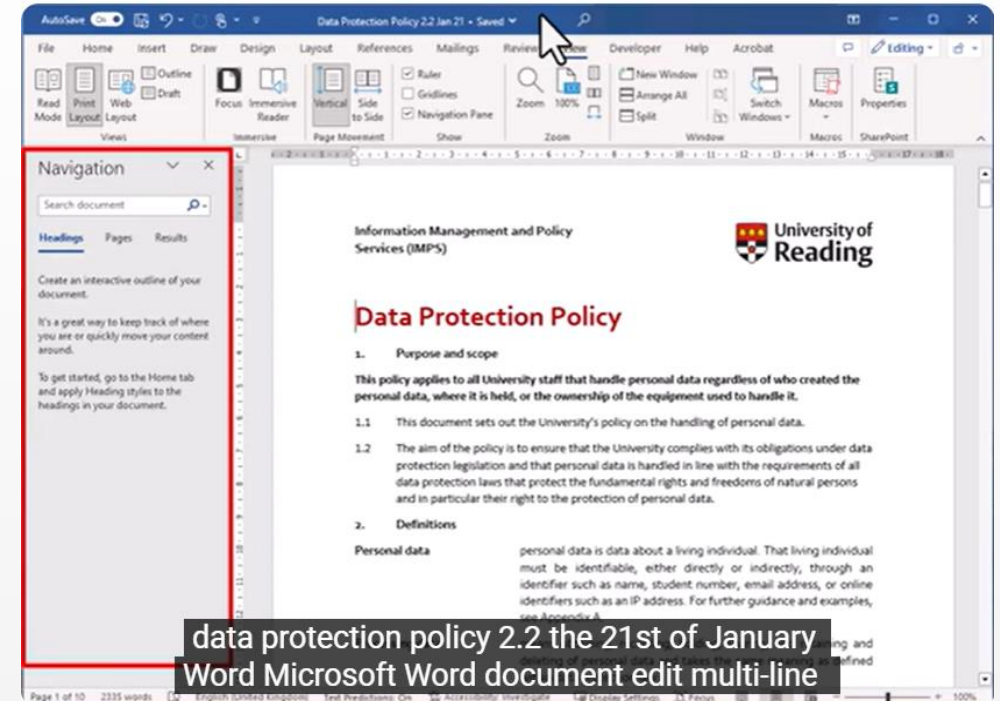 AutoSave On Data Protection Policy 2.2 Jan 21 • Saved
File Home Insert Draw Design Layout References Mailings Review View Developer Help Acrobat Editing
Read Mode
Print Layout
Web Layout
Outline
Draft
Views
Focus
Immersive Reader
Immersive
Vertical
Side to Side
Page Movement
Ruler
Gridlines
Navigation Pane
Show
Zoom
100%
Zoom
New Window
Arrange All
Split
Switch Windows
Window
Macros
Macros
Properties
SharePoint
Navigation
Search document
Headings Pages Results
Create an interactive outline of your
document.
It's a great way to keep track of where
you are or quickly move your content
around.
To get started, go to the Home tab
and apply Heading styles to the
headings in your document.
Information Management and Policy
Services (IMPS)
University of
Reading
Data Protection Policy
1. Purpose and scope
This policy applies to all University staff that handle personal data regardless of who created the
personal data, where it is held, or the ownership of the equipment used to handle it.
1.1 This document sets out the University's policy on the handling of personal data.
1.2 The aim of the policy is to ensure that the University complies with its obligations under data
protection legislation and that personal data is handled in line with the requirements of all
data protection laws that protect the fundamental rights and freedoms of natural persons
and in particular their right to the protection of personal data.
2. Definitions
Personal data personal data is data about a living individual. That living individual
must be identifiable, either directly or indirectly, through an
identifier such as name, student number, email address, or online
identifiers such as an IP address. For further guidance and examples,
see Appendix A.
data protection policy 2.2 the 21st of January
Word Microsoft Word document edit multi-line
and
defined
Page 1 of 10 2335 words English (United Kingdom) Text Predictions: On Accessibility: Investigate Display Settings Focus 100%